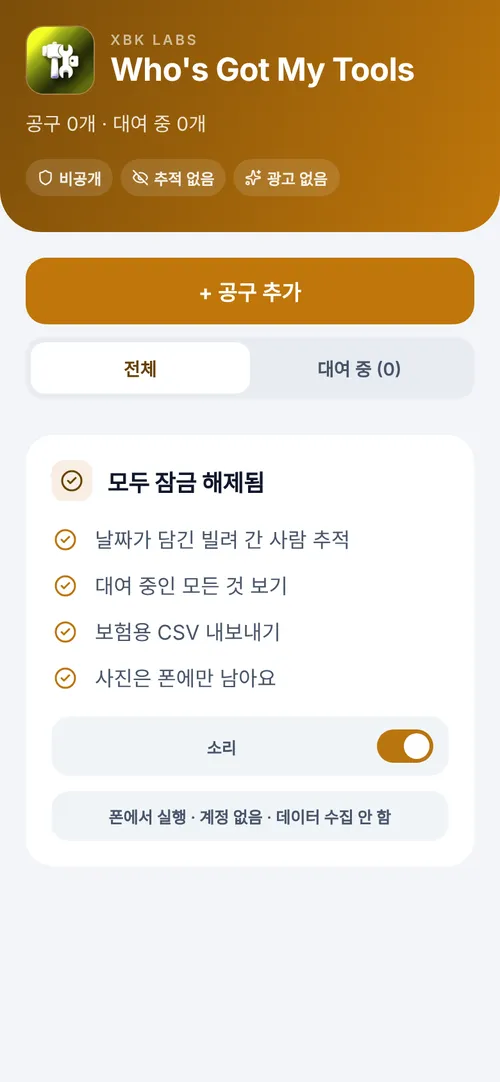 XBK LABS
Who's Got My Tools
공구 0개 · 대여 중 0개
비공개
추적 없음
광고 없음
+ 공구 추가
전체
대여 중 (0)
모두 잠금 해제됨
날짜가 담긴 빌려 간 사람 추적
대여 중인 모든 것 보기
보험용 CSV 내보내기
사진은 폰에만 남아요
소리
폰에서 실행 · 계정 없음 · 데이터 수집 안 함